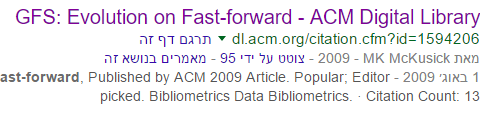 GFS: Evolution on Fast-forward - ACM Digital Library
dl.acm.org/citation.cfm?id=1594206 ▼ תרגם דף זה
מאת MK McKusick - ‏2009 - ‏צוטט על ידי 95 - ‏מאמרים בנושא זה
1 באוג׳ 2009 - ast-forward, Published by ACM 2009 Article. Popular; Editor
picked. Bibliometrics Data Bibliometrics. · Citation Count: 13